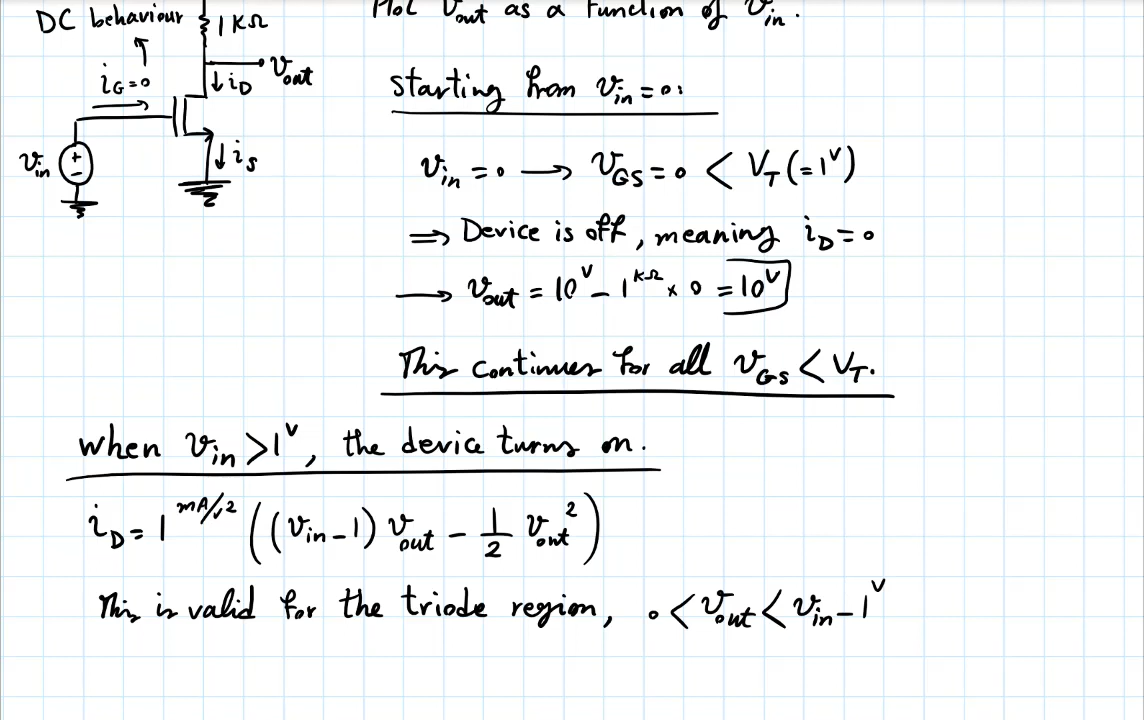 DC behaviour
1 KΩ
Plot Vout as a function of Vin.
iG=0
iD
Vout
Vin
+
-
iS
starting from Vin=0:
Vin = 0 → VGS = 0 < VT (=1V)
⇒ Device is off, meaning iD = 0
→ Vout = 10V - 1KΩ × 0 = 10V
This continues for all VGS < VT.
when Vin > 1V, the device turns on.
iD = 1 mA/V2 ((Vin - 1) Vout - 1/2 Vout2)
This is valid for the triode region, 0 < Vout < Vin - 1V